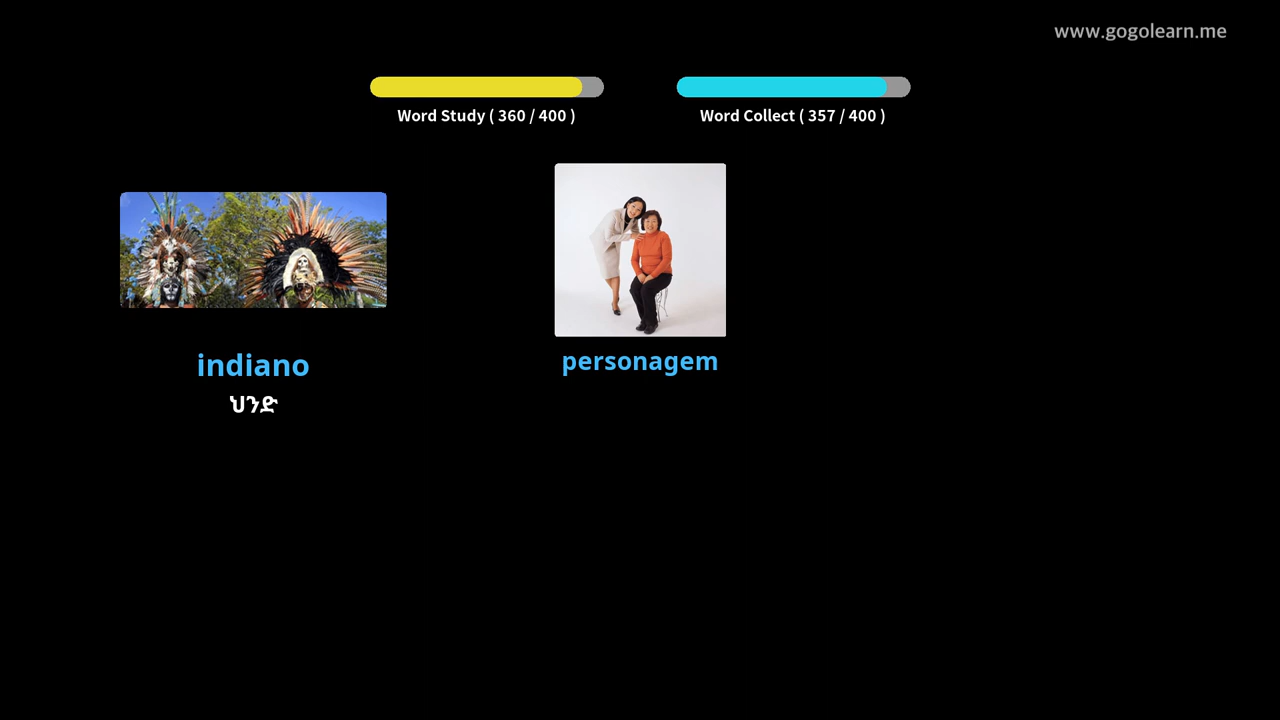 www.gogolearn.me
Word Study ( 360 / 400 )
Word Collect ( 357 / 400 )
indiano
personagem
ህንድ